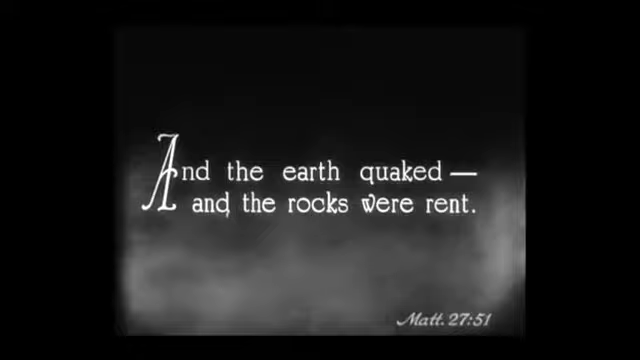 And the earth quaked —
and the rocks were rent.
Matt. 27:51